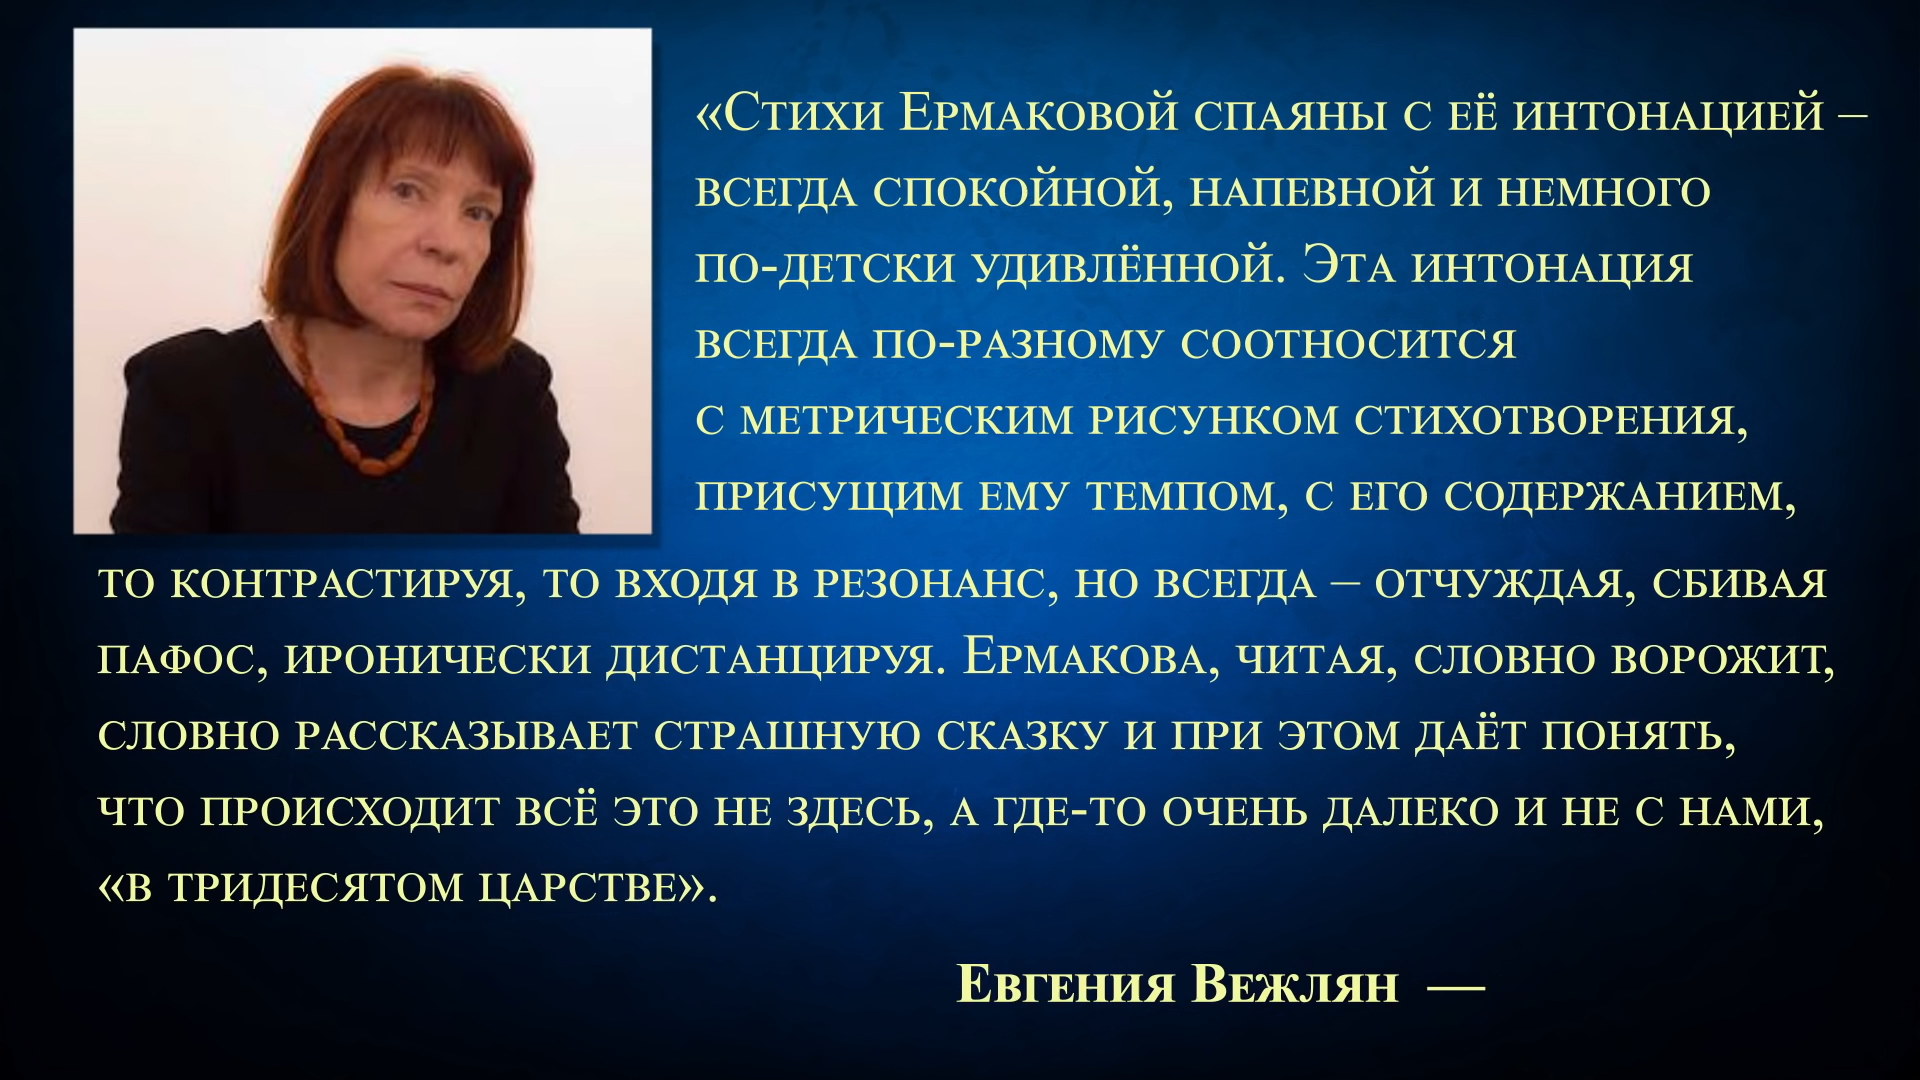 «Стихи Ермаковой спаяны с её интонацией –
всегда спокойной, напевной и немного
по-детски удивлённой. Эта интонация
всегда по-разному соотносится
с метрическим рисунком стихотворения,
присущим ему темпом, с его содержанием,
то контрастируя, то входя в резонанс, но всегда – отчуждая, сбивая
пафос, иронически дистанцируя. Ермакова, читая, словно ворожит,
словно рассказывает страшную сказку и при этом даёт понять,
что происходит всё это не здесь, а где-то очень далеко и не с нами,
«в тридесятом царстве».
Евгения Вежлян —